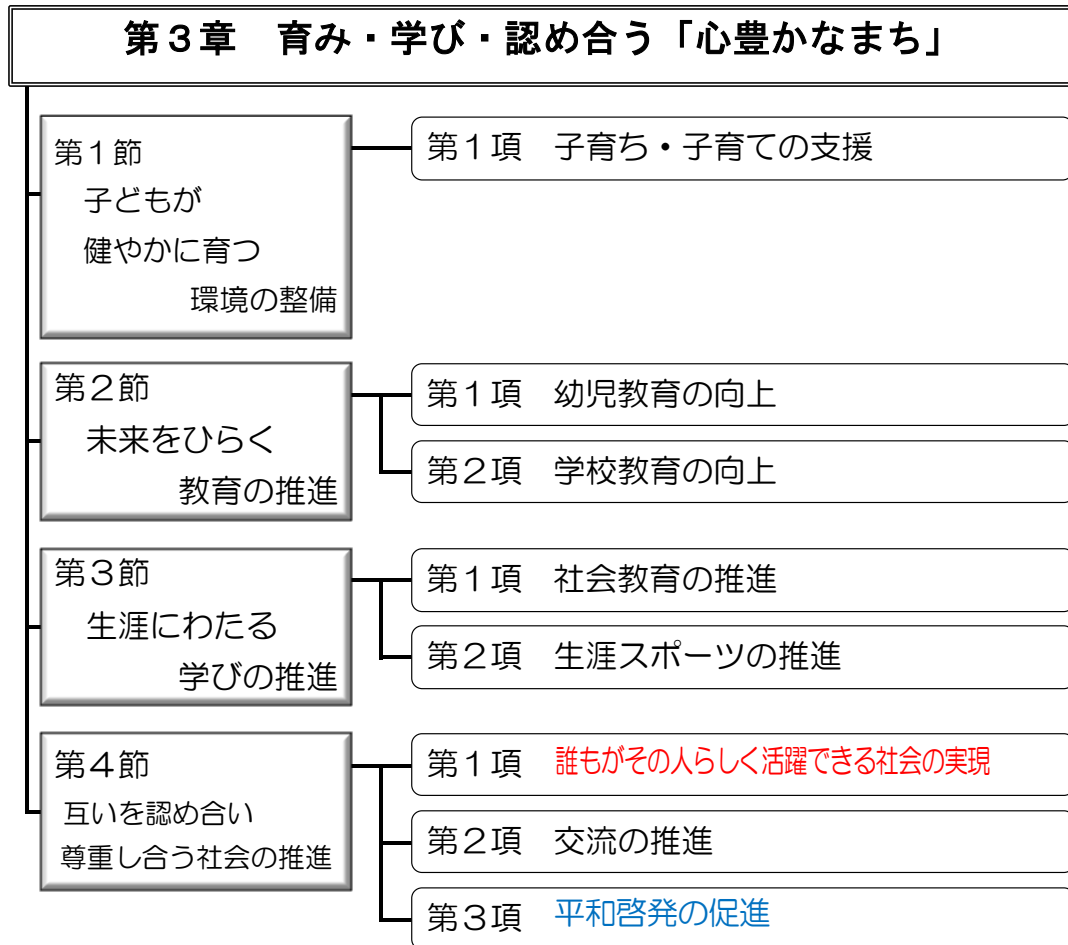 第３章　育み・学び・認め合う「心豊かなまち」
第１節
子どもが
健やかに育つ
環境の整備
第１項　子育ち・子育ての支援
第２節
未来をひらく
教育の推進
第１項　幼児教育の向上
第２項　学校教育の向上
第３節
生涯にわたる
学びの推進
第１項　社会教育の推進
第２項　生涯スポーツの推進
第４節
互いを認め合い
尊重し合う社会の推進
第１項　誰もがその人らしく活躍できる社会の実現
第２項　交流の推進
第３項　平和啓発の促進